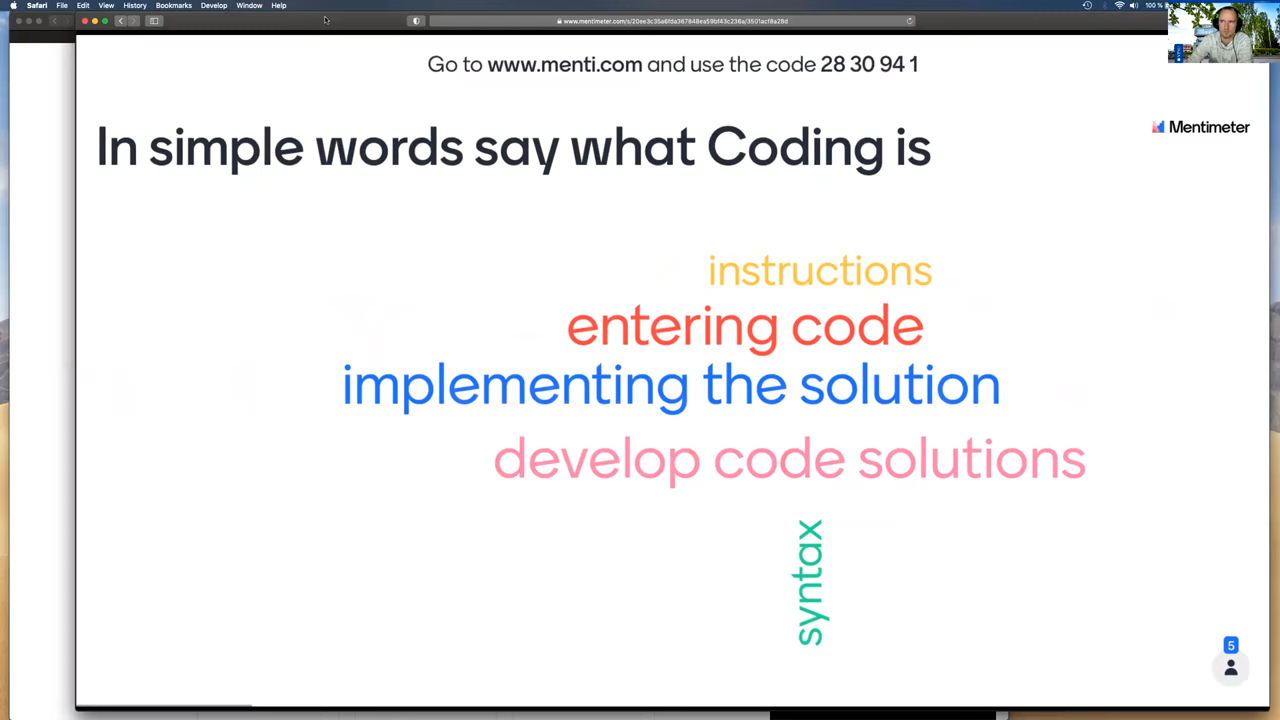 Safari File Edit View History Bookmarks Develop Window Help 100 %
Go to www.menti.com and use the code 28 30 94 1
In simple words say what Coding is
Mentimeter
instructions
entering code
implementing the solution
develop code solutions
syntax
5